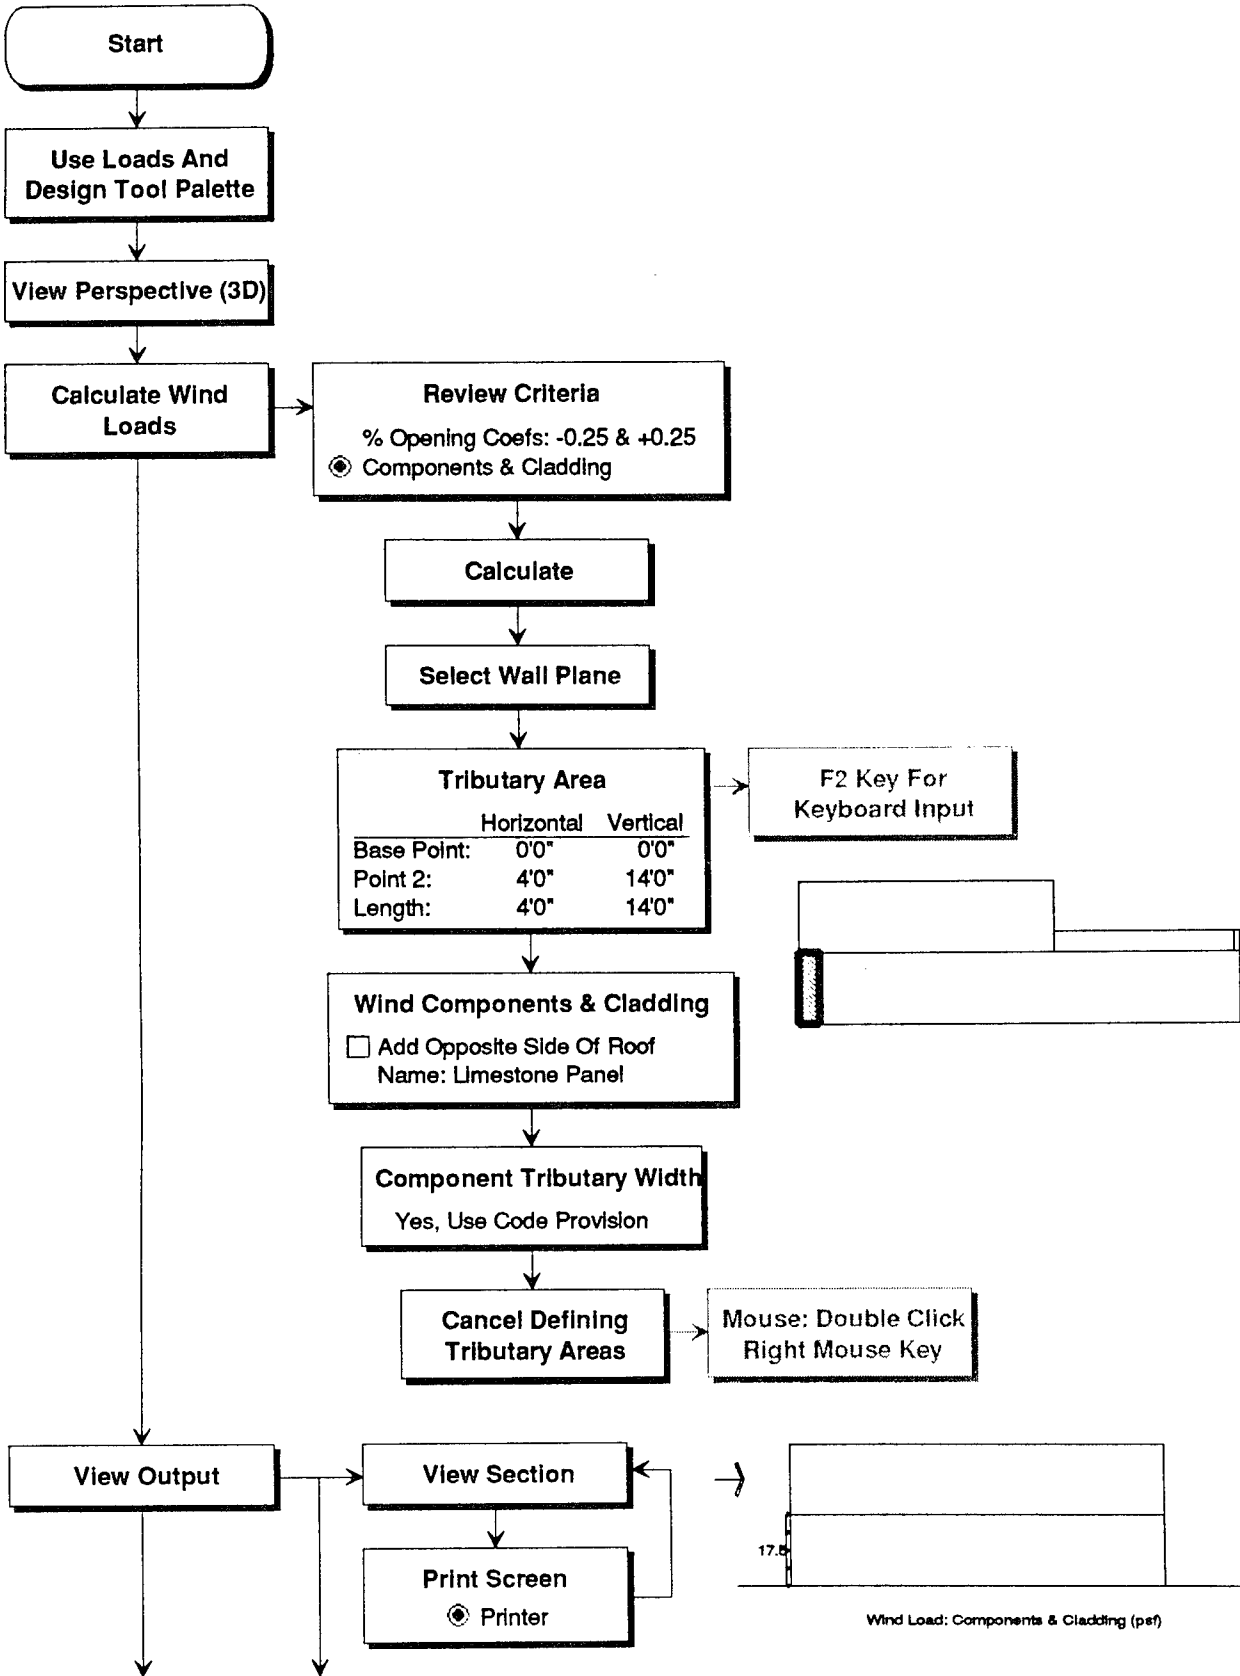 Start
Use Loads And
Design Tool Palette
View Perspective (3D)
Calculate Wind
Loads
Review Criteria
% Opening Coefs: -0.25 & +0.25
Components & Cladding
Calculate
Select Wall Plane
Tributary Area
Horizontal Vertical
Base Point: 0'0" 0'0"
Point 2: 4'0" 14'0"
Length: 4'0" 14'0"
F2 Key For
Keyboard Input
Wind Components & Cladding
Add Opposite Side Of Roof
Name: Limestone Panel
Component Tributary Width
Yes, Use Code Provision
Cancel Defining
Tributary Areas
Mouse: Double Click
Right Mouse Key
View Output
View Section
Print Screen
Printer
Wind Load: Components & Cladding (psf)